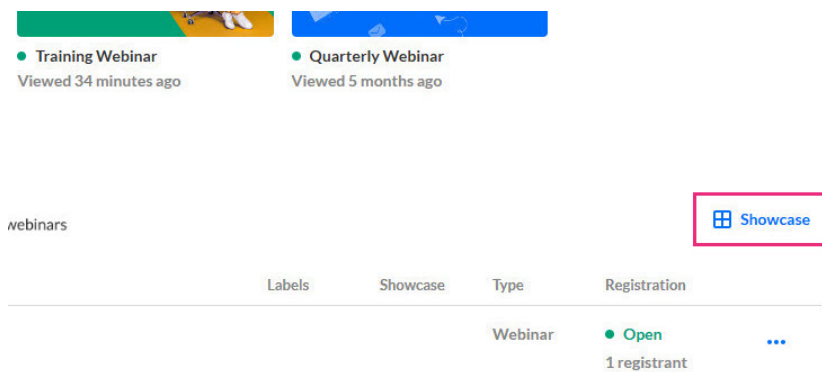 Training Webinar
Viewed 34 minutes ago
Quarterly Webinar
Viewed 5 months ago
webinars
Showcase
Labels Showcase Type Registration
Webinar Open
1 registrant